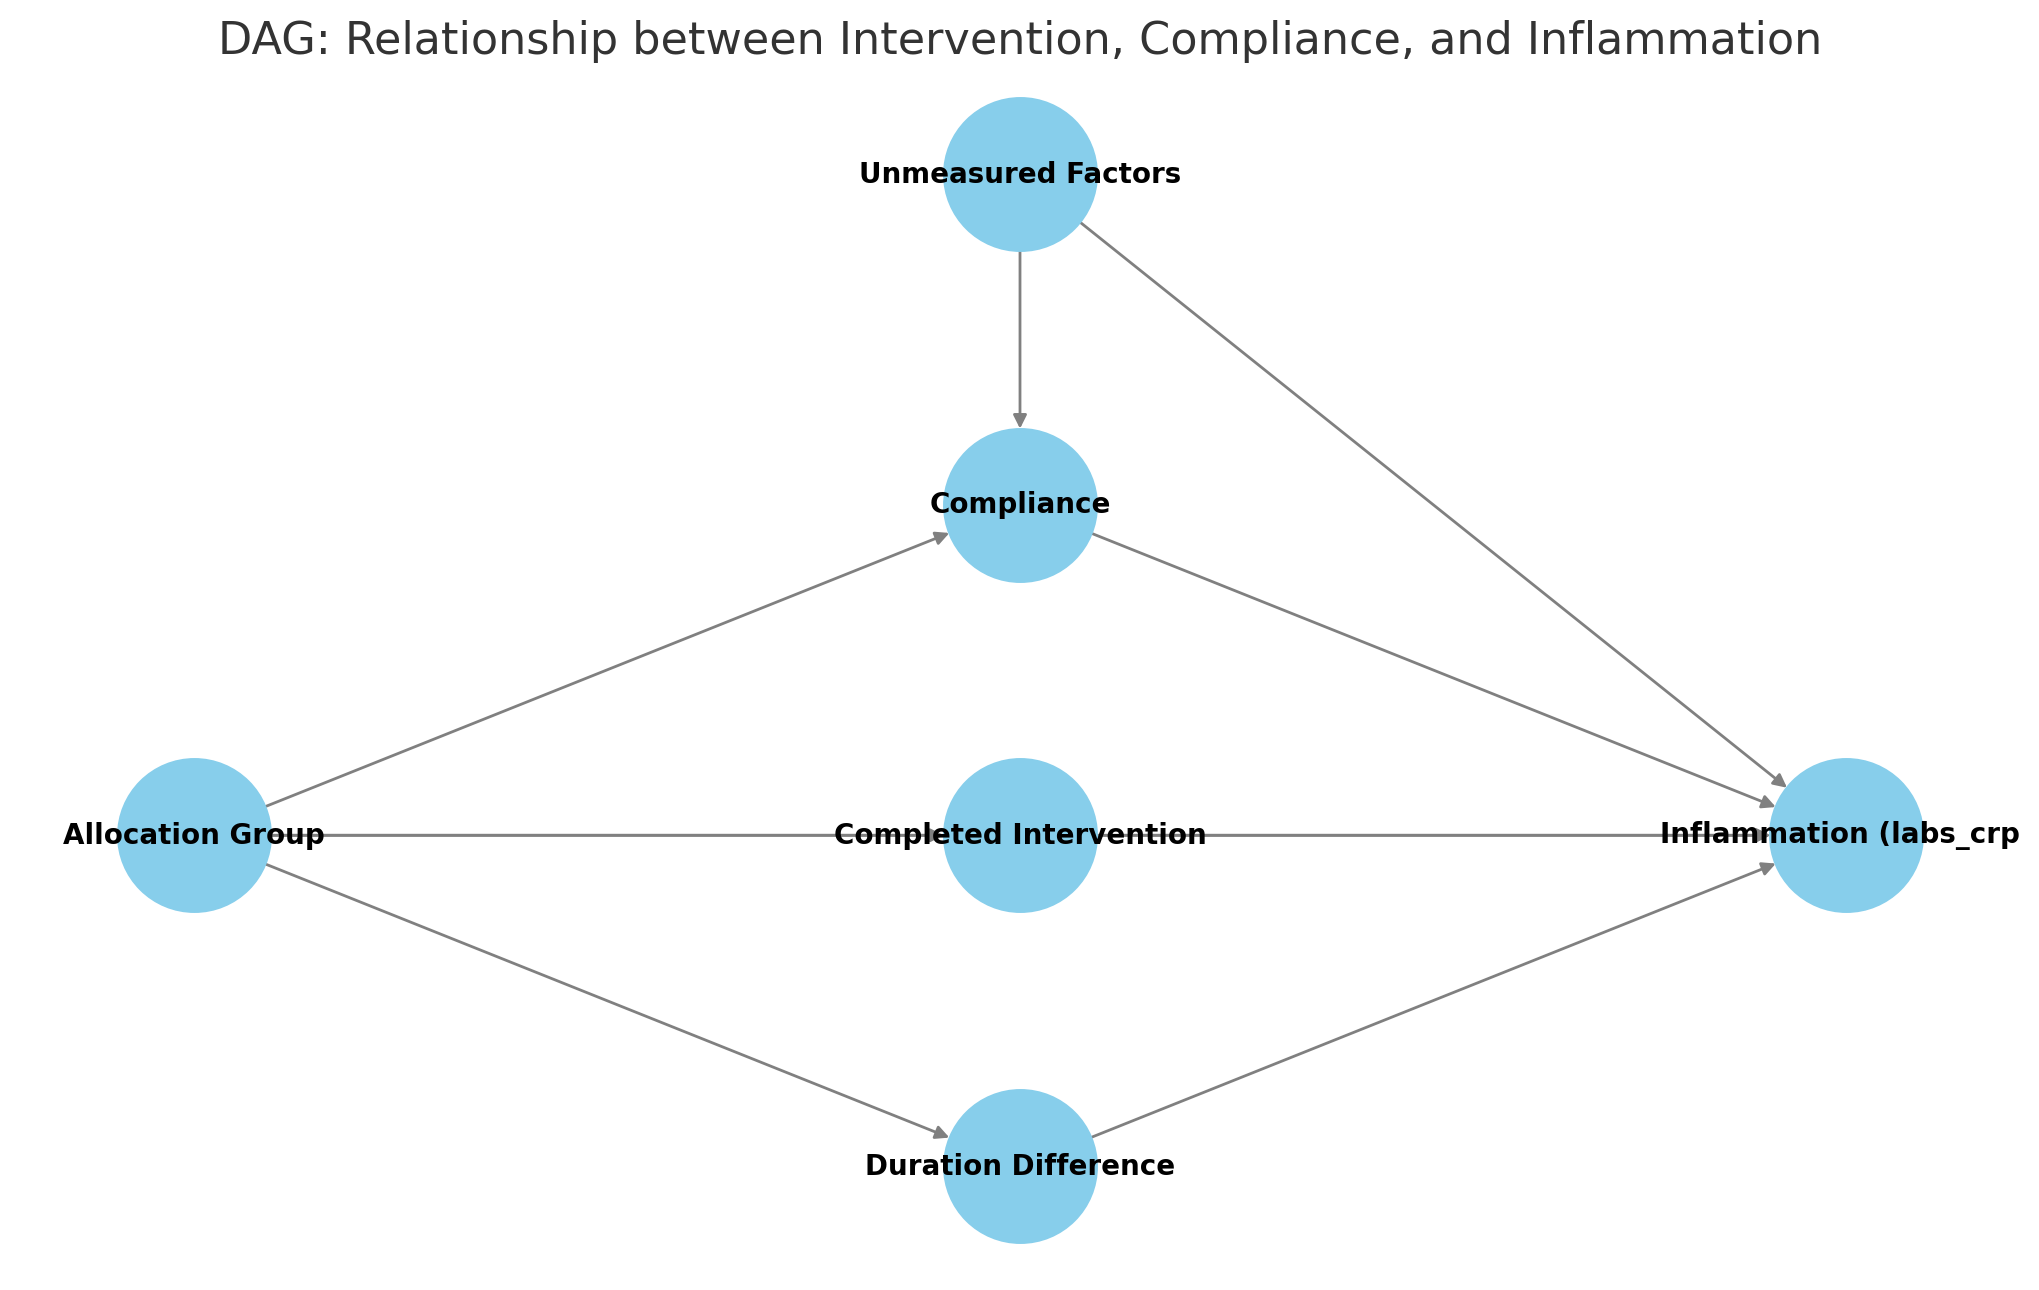 DAG: Relationship between Intervention, Compliance, and Inflammation
Unmeasured Factors
Compliance
Allocation Group
Completed Intervention
Inflammation (labs_crp
Duration Difference